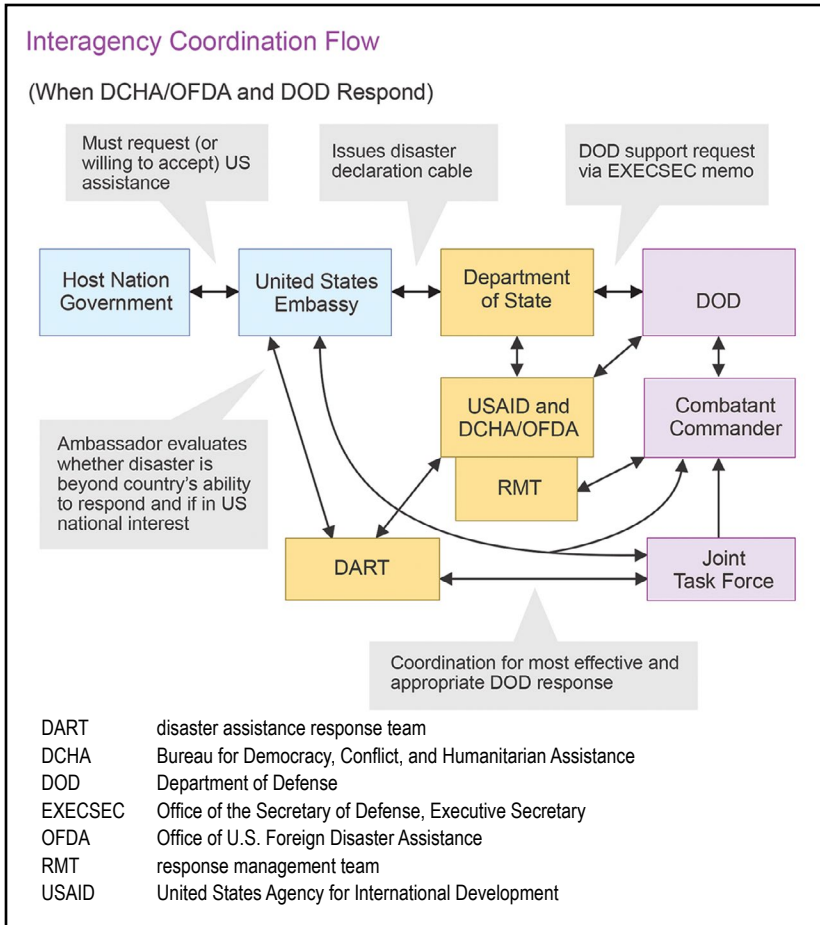 Interagency Coordination Flow
(When DCHA/OFDA and DOD Respond)
Must request (or
willing to accept) US
assistance
Issues disaster
declaration cable
DOD support request
via EXECSEC memo
Host Nation
Government
United States
Embassy
Department
of State
DOD
USAID and
DCHA/OFDA
Combatant
Commander
RMT
Ambassador evaluates
whether disaster is
beyond country's ability
to respond and if in US
national interest
DART
Joint
Task Force
Coordination for most effective and
appropriate DOD response
DART disaster assistance response team
DCHA Bureau for Democracy, Conflict, and Humanitarian Assistance
DOD Department of Defense
EXECSEC Office of the Secretary of Defense, Executive Secretary
OFDA Office of U.S. Foreign Disaster Assistance
RMT response management team
USAID United States Agency for International Development